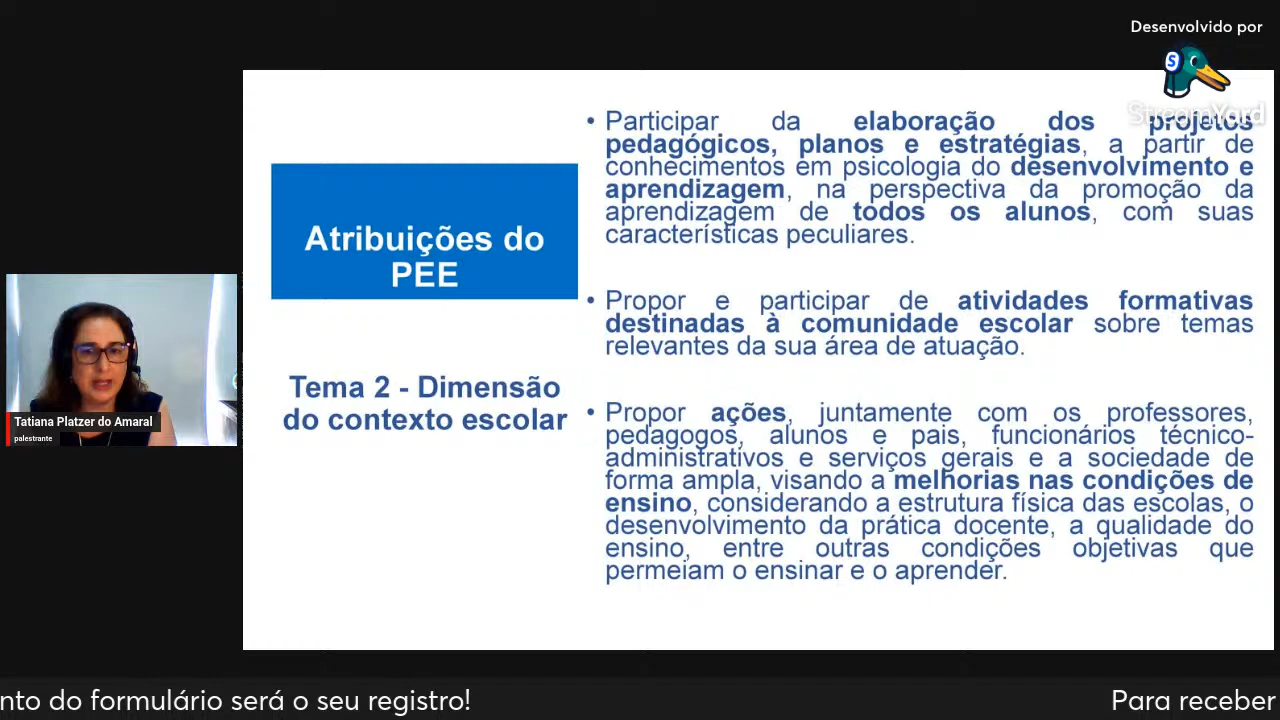 Desenvolvido por
StreamYard
Atribuições do
PEE
Tema 2 - Dimensão
do contexto escolar
• Participar da elaboração dos projetos
pedagógicos, planos e estratégias, a partir de
conhecimentos em psicologia do desenvolvimento e
aprendizagem, na perspectiva da promoção da
aprendizagem de todos os alunos, com suas
características peculiares.
• Propor e participar de atividades formativas
destinadas à comunidade escolar sobre temas
relevantes da sua área de atuação.
• Propor ações, juntamente com os professores,
pedagogos, alunos e pais, funcionários técnico-
administrativos e serviços gerais e a sociedade de
forma ampla, visando a melhorias nas condições de
ensino, considerando a estrutura física das escolas, o
desenvolvimento da prática docente, a qualidade do
ensino, entre outras condições objetivas que
permeiam o ensinar e o aprender.
Tatiana Platzer do Amaral
palestrante
nto do formulário será o seu registro!
Para receber